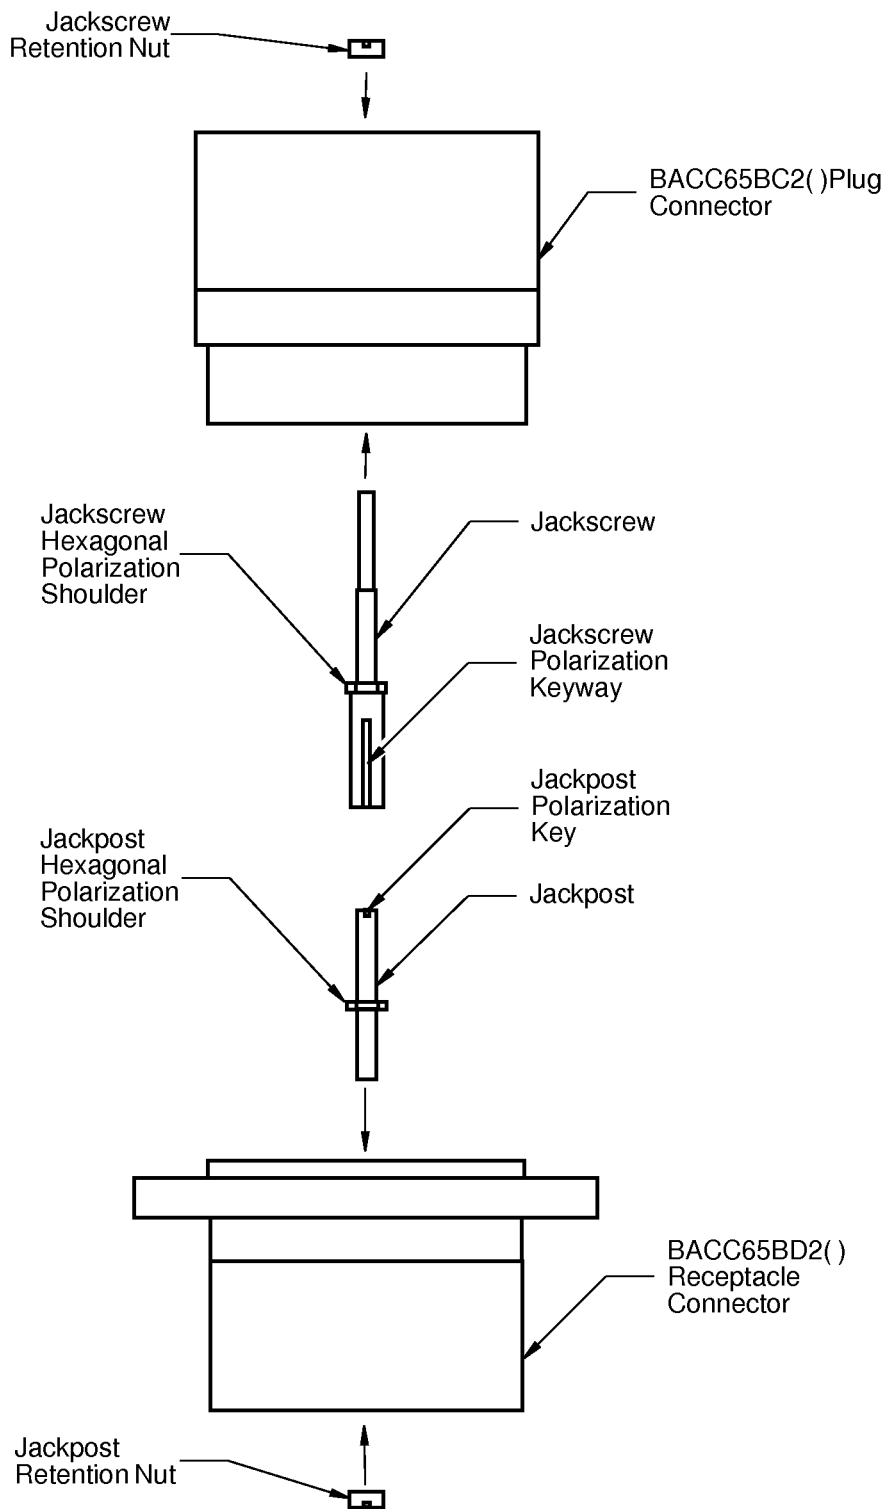 Jackscrew
Retention Nut
BACC65BC2( )Plug
Connector
Jackscrew
Hexagonal
Polarization
Shoulder
Jackscrew
Jackscrew
Polarization
Keyway
Jackpost
Polarization
Key
Jackpost
Hexagonal
Polarization
Shoulder
Jackpost
BACC65BD2( )
Receptacle
Connector
Jackpost
Retention Nut